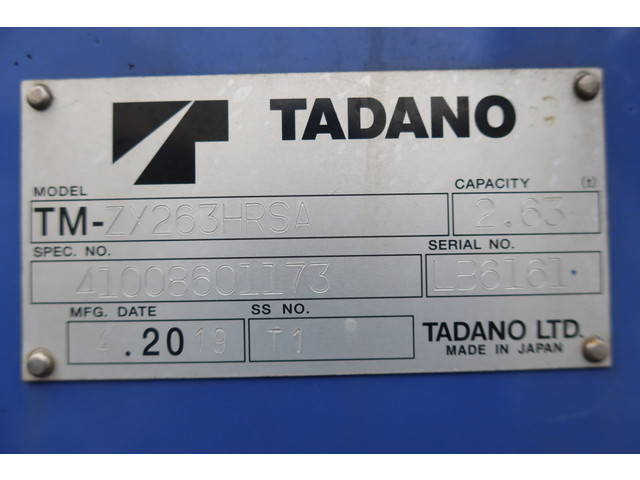 TADANO
MODEL
CAPACITY (t)
TM-ZX263HRSA
2.63
SPEC. NO.
SERIAL NO.
41008601173
LB6161
MFG. DATE
SS NO.
4.2019
T1
TADANO LTD.
MADE IN JAPAN